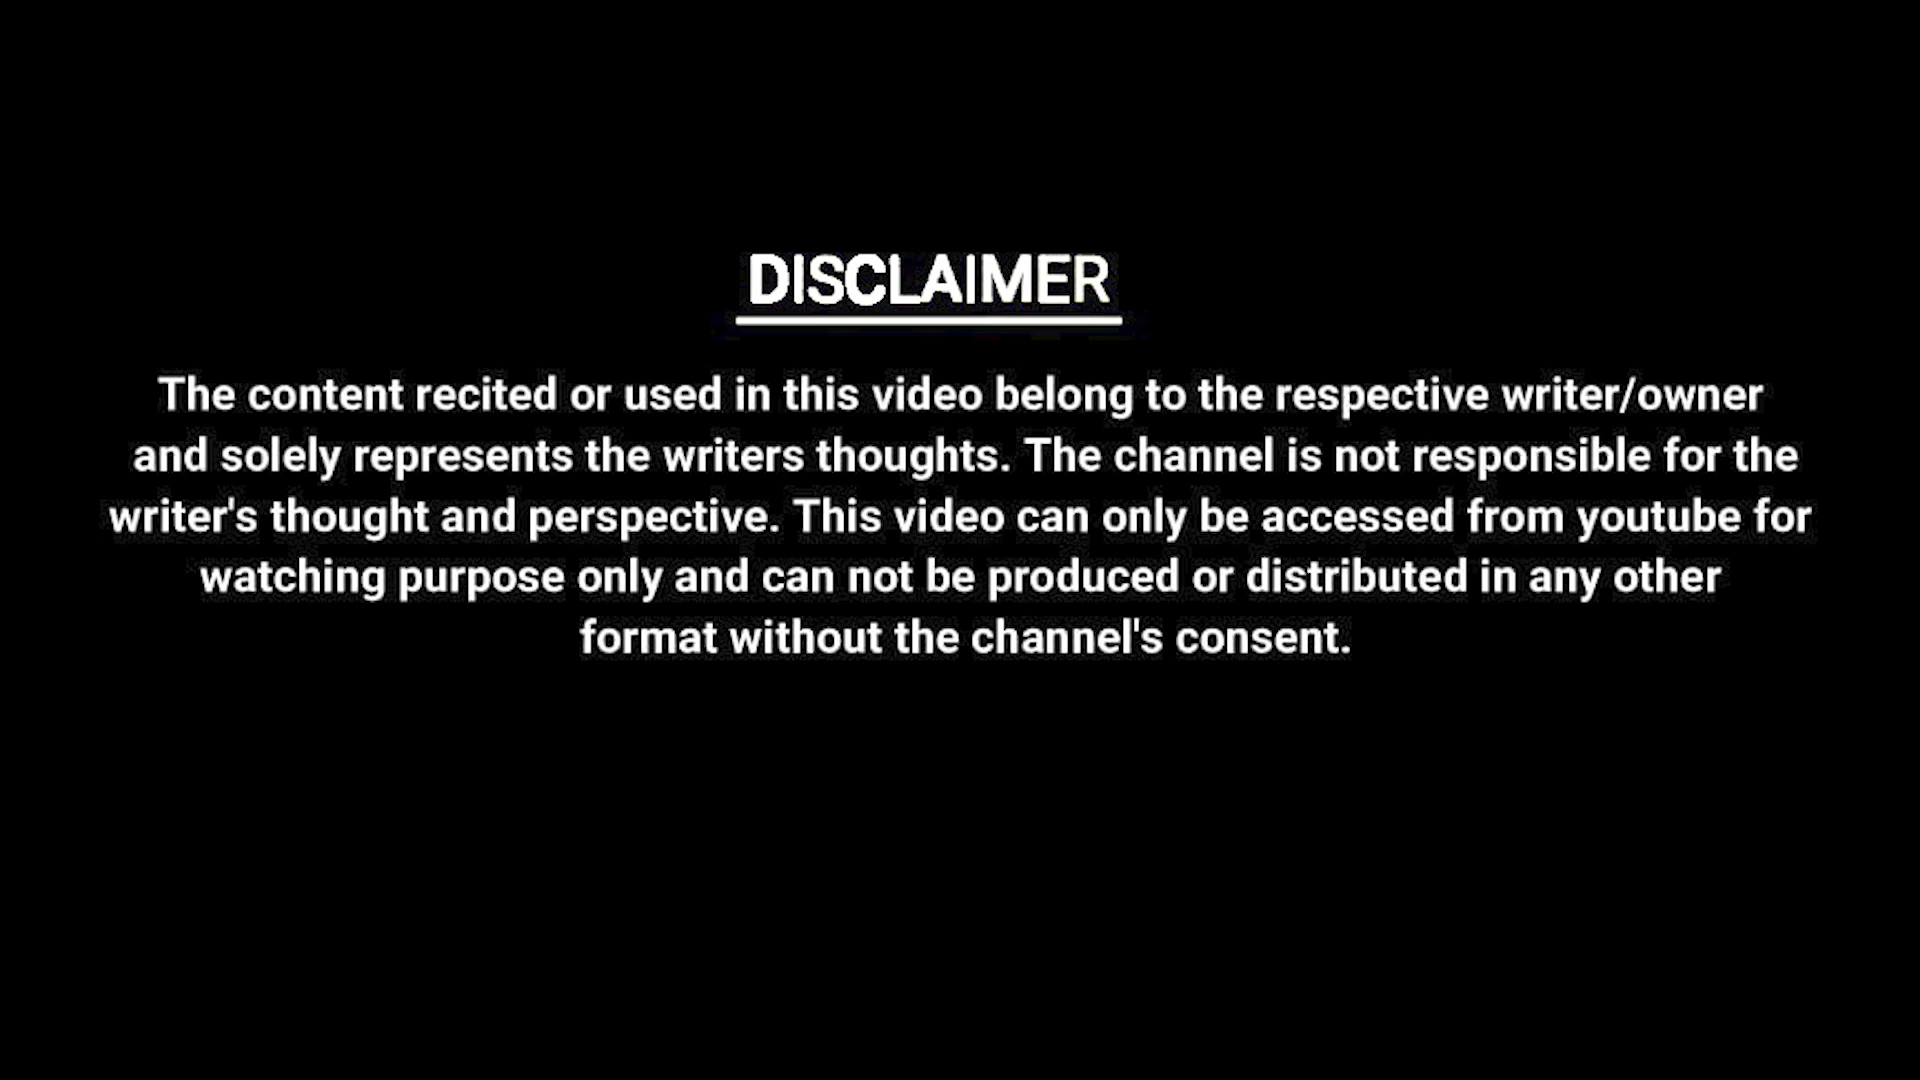 DISCLAIMER
The content recited or used in this video belong to the respective writer/owner
and solely represents the writers thoughts. The channel is not responsible for the
writer's thought and perspective. This video can only be accessed from youtube for
watching purpose only and can not be produced or distributed in any other
format without the channel's consent.